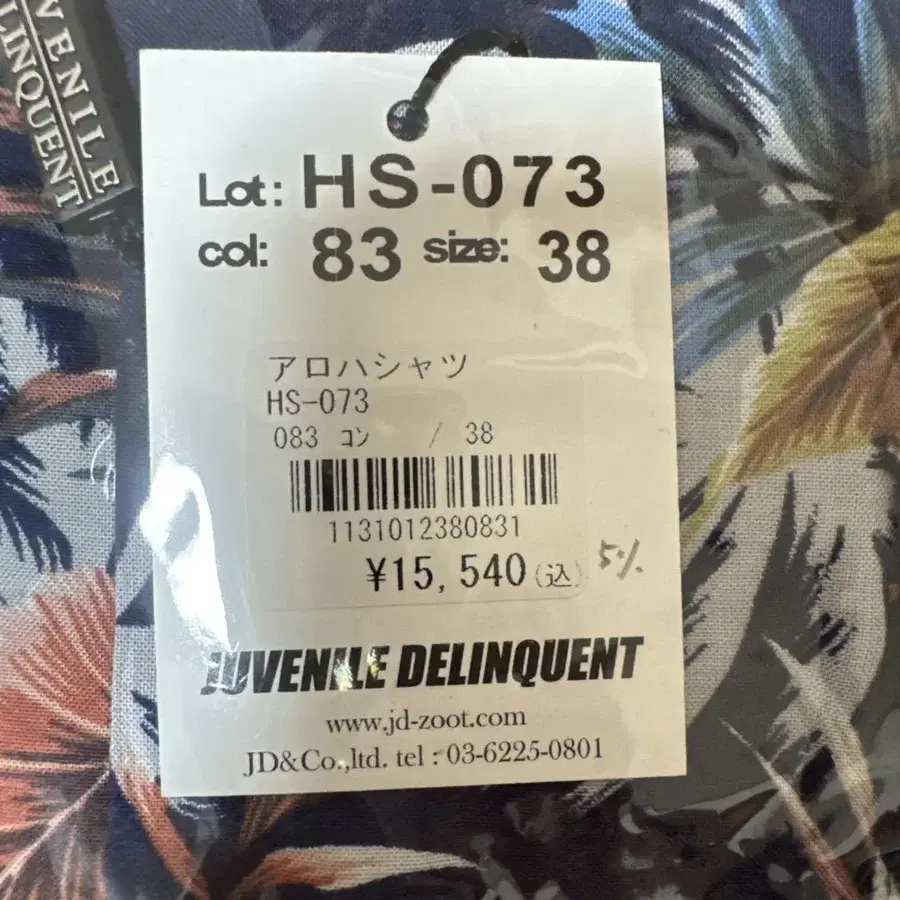 VENILE
LINQUENT
Lot: HS-073
col: 83 size: 38
アロハシャツ
HS-073
083 コン / 38
1131012380831
¥15,540(込) 5%
JUVENILE DELINQUENT
www.jd-zoot.com
JD&Co.,ltd. tel : 03-6225-0801